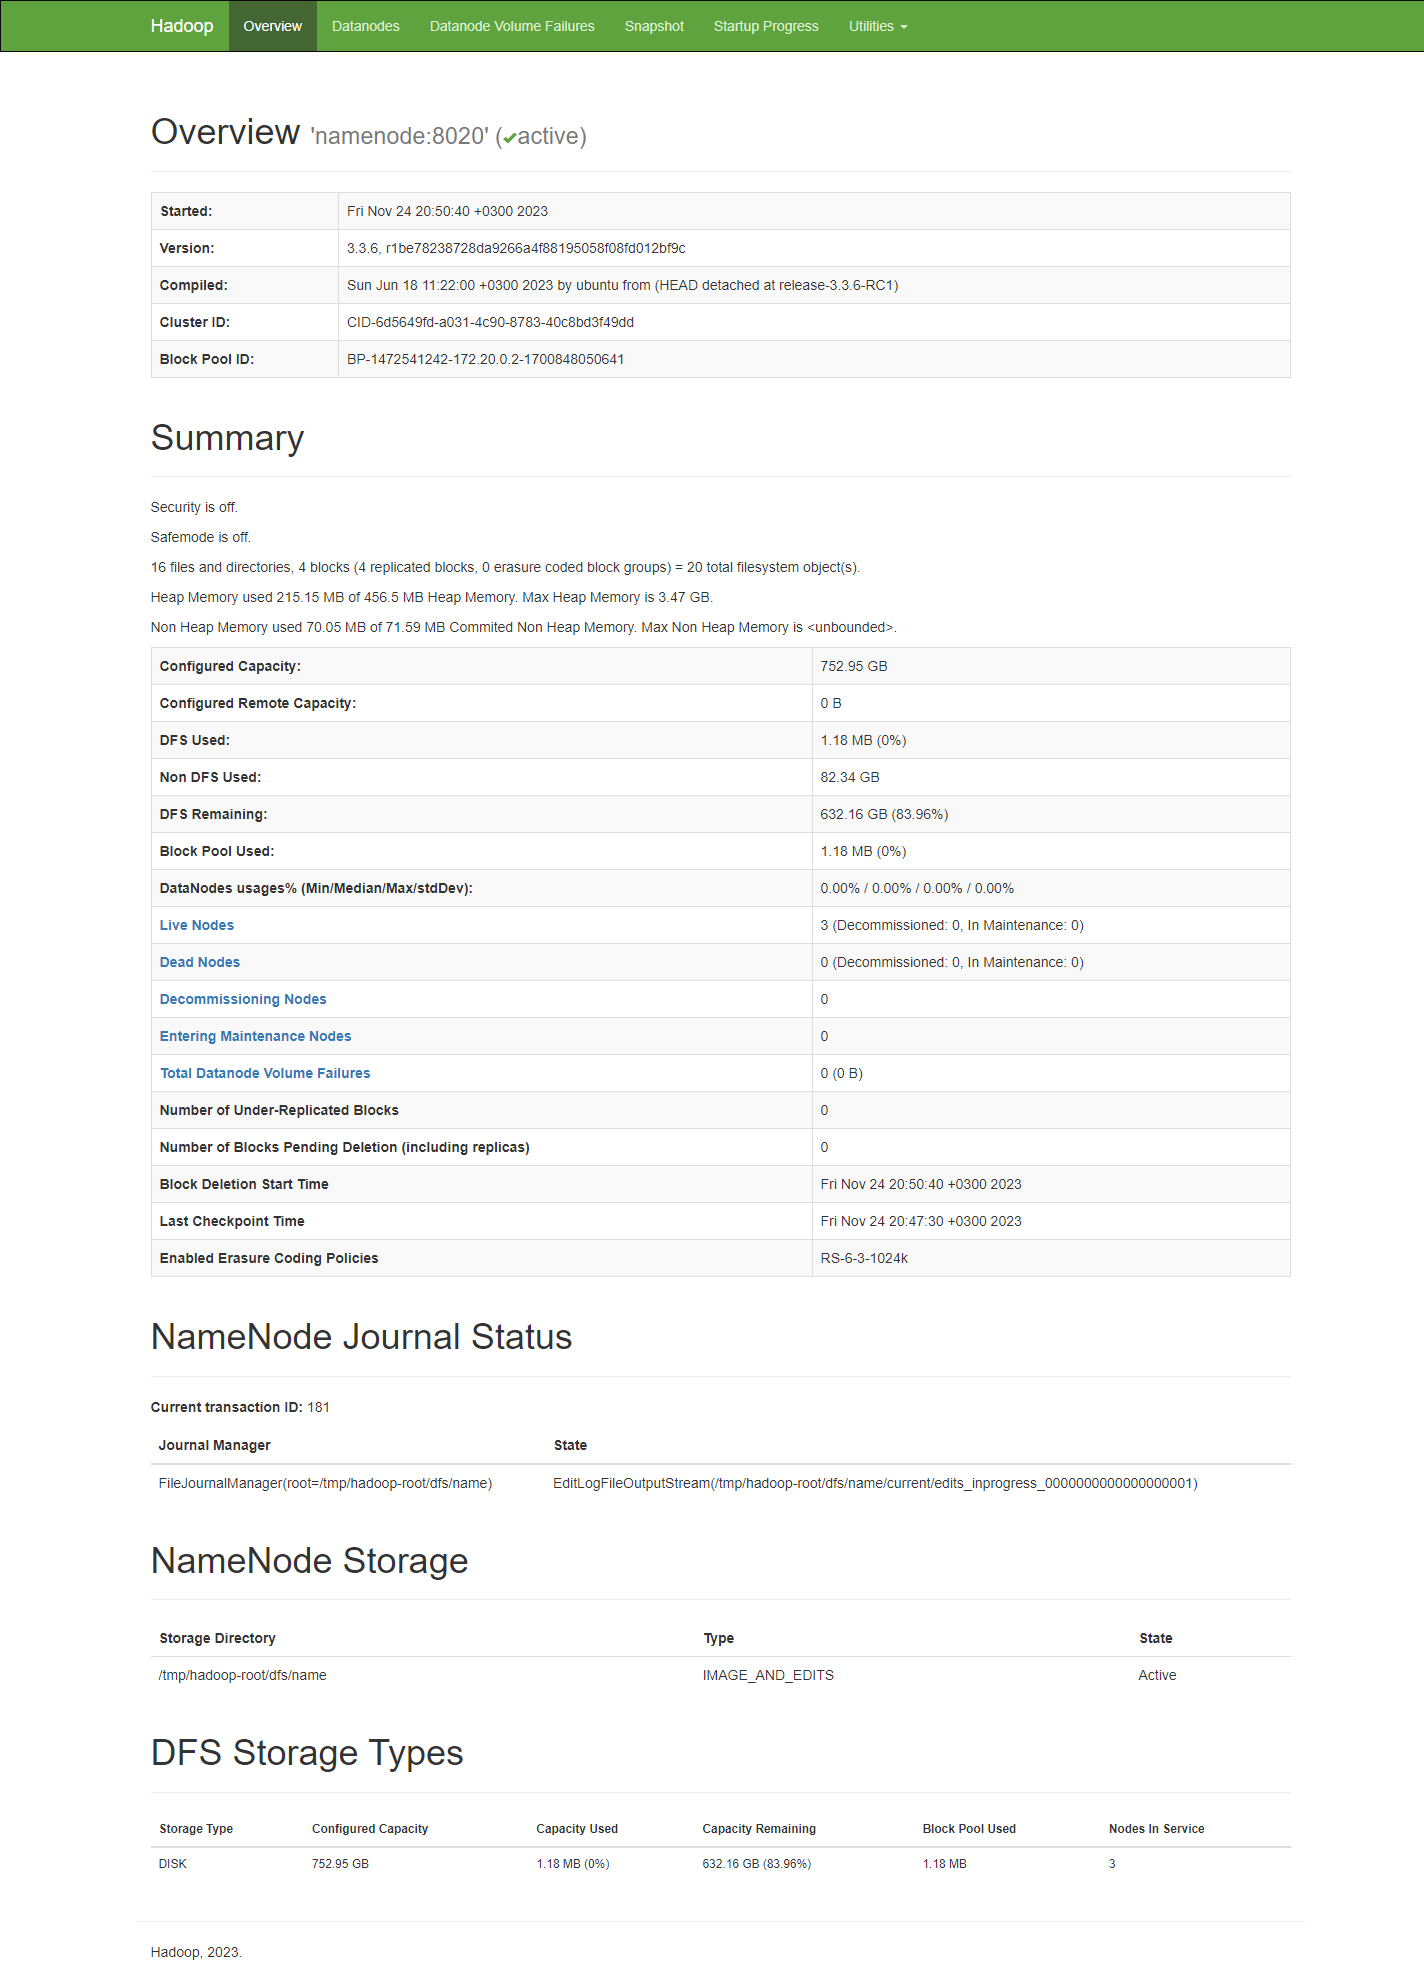 Hadoop Overview Datanodes Datanode Volume Failures Snapshot Startup Progress Utilities
Overview 'namenode:8020' (✔active)
Started: Fri Nov 24 20:50:40 +0300 2023
Version: 3.3.6, r1be78238728da9266a4f88195058f08fd012bf9c
Compiled: Sun Jun 18 11:22:00 +0300 2023 by ubuntu from (HEAD detached at release-3.3.6-RC1)
Cluster ID: CID-6d5649fd-a031-4c90-8783-40c8bd3f49dd
Block Pool ID: BP-1472541242-172.20.0.2-1700848050641
Summary
Security is off.
Safemode is off.
16 files and directories, 4 blocks (4 replicated blocks, 0 erasure coded block groups) = 20 total filesystem object(s).
Heap Memory used 215.15 MB of 456.5 MB Heap Memory. Max Heap Memory is 3.47 GB.
Non Heap Memory used 70.05 MB of 71.59 MB Commited Non Heap Memory. Max Non Heap Memory is <unbounded>.
Configured Capacity: 752.95 GB
Configured Remote Capacity: 0 B
DFS Used: 1.18 MB (0%)
Non DFS Used: 82.34 GB
DFS Remaining: 632.16 GB (83.96%)
Block Pool Used: 1.18 MB (0%)
DataNodes usages% (Min/Median/Max/stdDev): 0.00% / 0.00% / 0.00% / 0.00%
Live Nodes 3 (Decommissioned: 0, In Maintenance: 0)
Dead Nodes 0 (Decommissioned: 0, In Maintenance: 0)
Decommissioning Nodes 0
Entering Maintenance Nodes 0
Total Datanode Volume Failures 0 (0 B)
Number of Under-Replicated Blocks 0
Number of Blocks Pending Deletion (including replicas) 0
Block Deletion Start Time Fri Nov 24 20:50:40 +0300 2023
Last Checkpoint Time Fri Nov 24 20:47:30 +0300 2023
Enabled Erasure Coding Policies RS-6-3-1024k
NameNode Journal Status
Current transaction ID: 181
Journal Manager State
FileJournalManager(root=/tmp/hadoop-root/dfs/name) EditLogFileOutputStream(/tmp/hadoop-root/dfs/name/current/edits_inprogress_0000000000000000001)
NameNode Storage
Storage Directory Type State
/tmp/hadoop-root/dfs/name IMAGE_AND_EDITS Active
DFS Storage Types
Storage Type Configured Capacity Capacity Used Capacity Remaining Block Pool Used Nodes In Service
DISK 752.95 GB 1.18 MB (0%) 632.16 GB (83.96%) 1.18 MB 3
Hadoop, 2023.